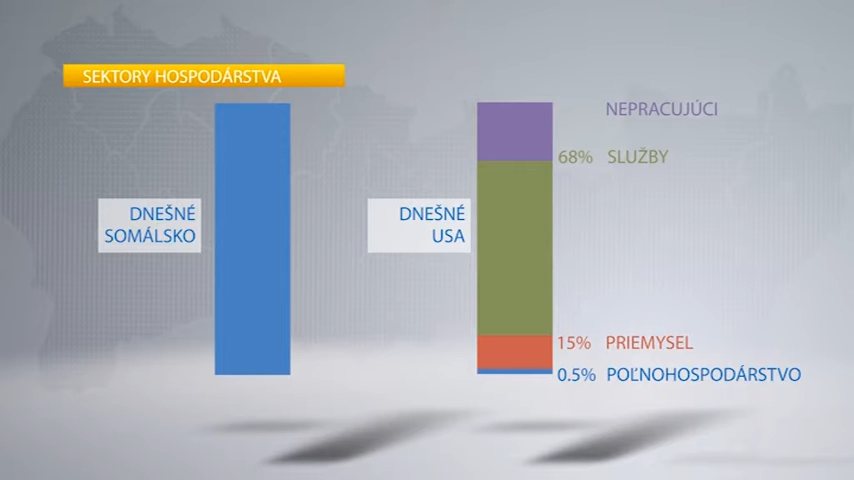 SEKTORY HOSPODÁRSTVA
DNEŠNÉ
SOMÁLSKO
DNEŠNÉ
USA
NEPRACUJÚCI
68% SLUŽBY
15% PRIEMYSEL
0.5% POĽNOHOSPODÁRSTVO